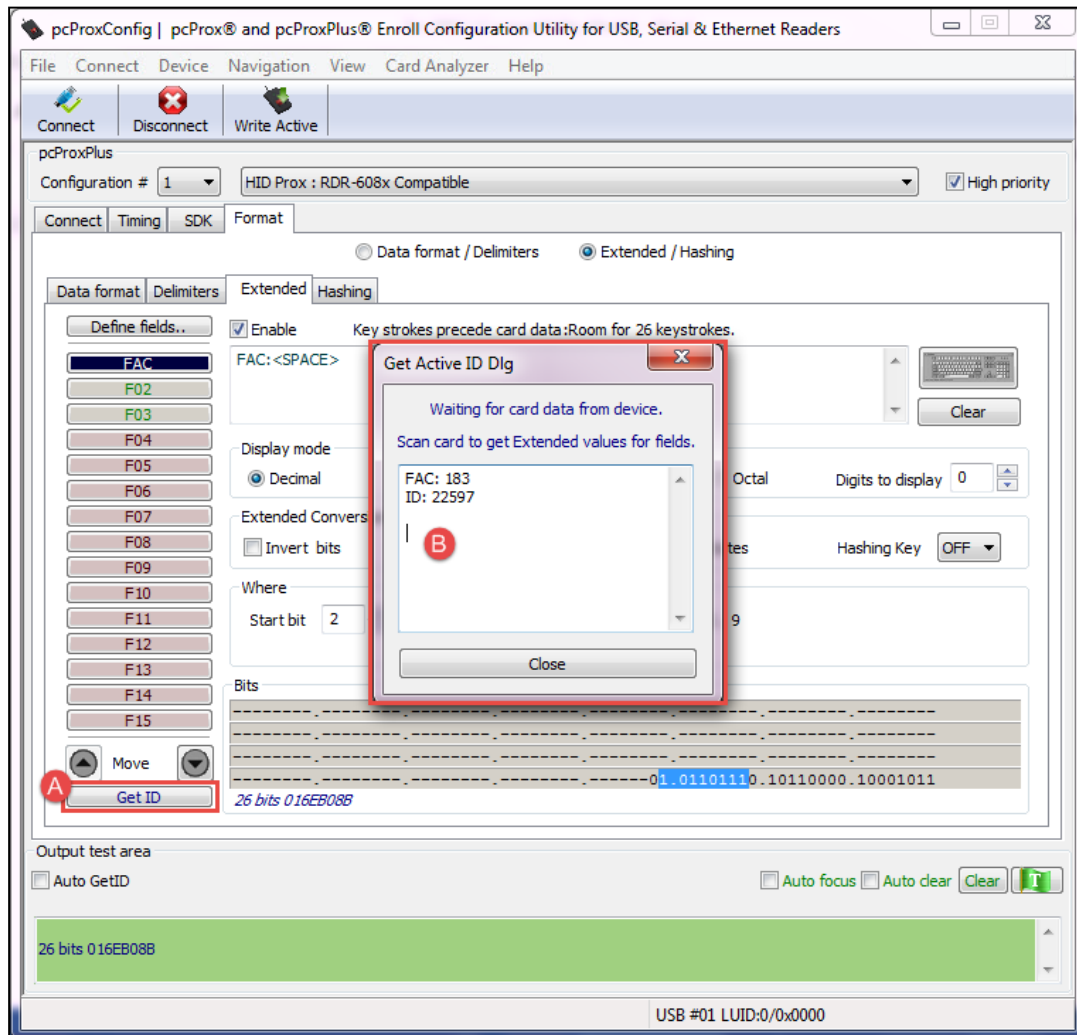 pcProxConfig | pcProx® and pcProxPlus® Enroll Configuration Utility for USB, Serial & Ethernet Readers
File Connect Device Navigation View Card Analyzer Help
Connect Disconnect Write Active
pcProxPlus
Configuration # 1 HID Prox : RDR-608x Compatible High priority
Connect Timing SDK Format
Data format / Delimiters Extended / Hashing
Data format Delimiters Extended Hashing
Define fields.. Enable Key strokes precede card data:Room for 26 keystrokes.
FAC
F02
F03
F04
F05
F06
F07
F08
F09
F10
F11
F12
F13
F14
F15
Move
A
Get ID
FAC:<SPACE>
Clear
Display mode
Decimal Octal Digits to display 0
Extended Convers
Invert bits tes Hashing Key OFF
Where
Start bit 2 9
Get Active ID Dlg
Waiting for card data from device.
Scan card to get Extended values for fields.
FAC: 183
ID: 22597
B
Close
Bits
--------.--------.--------.--------.--------.--------.--------.--------
--------.--------.--------.--------.--------.--------.--------.--------
--------.--------.--------.--------.--------.--------.--------.--------
--------.--------.--------.--------.------01.01101110.10110000.10001011
26 bits 016EB08B
Output test area
Auto GetID Auto focus Auto clear Clear T
26 bits 016EB08B
USB #01 LUID:0/0x0000